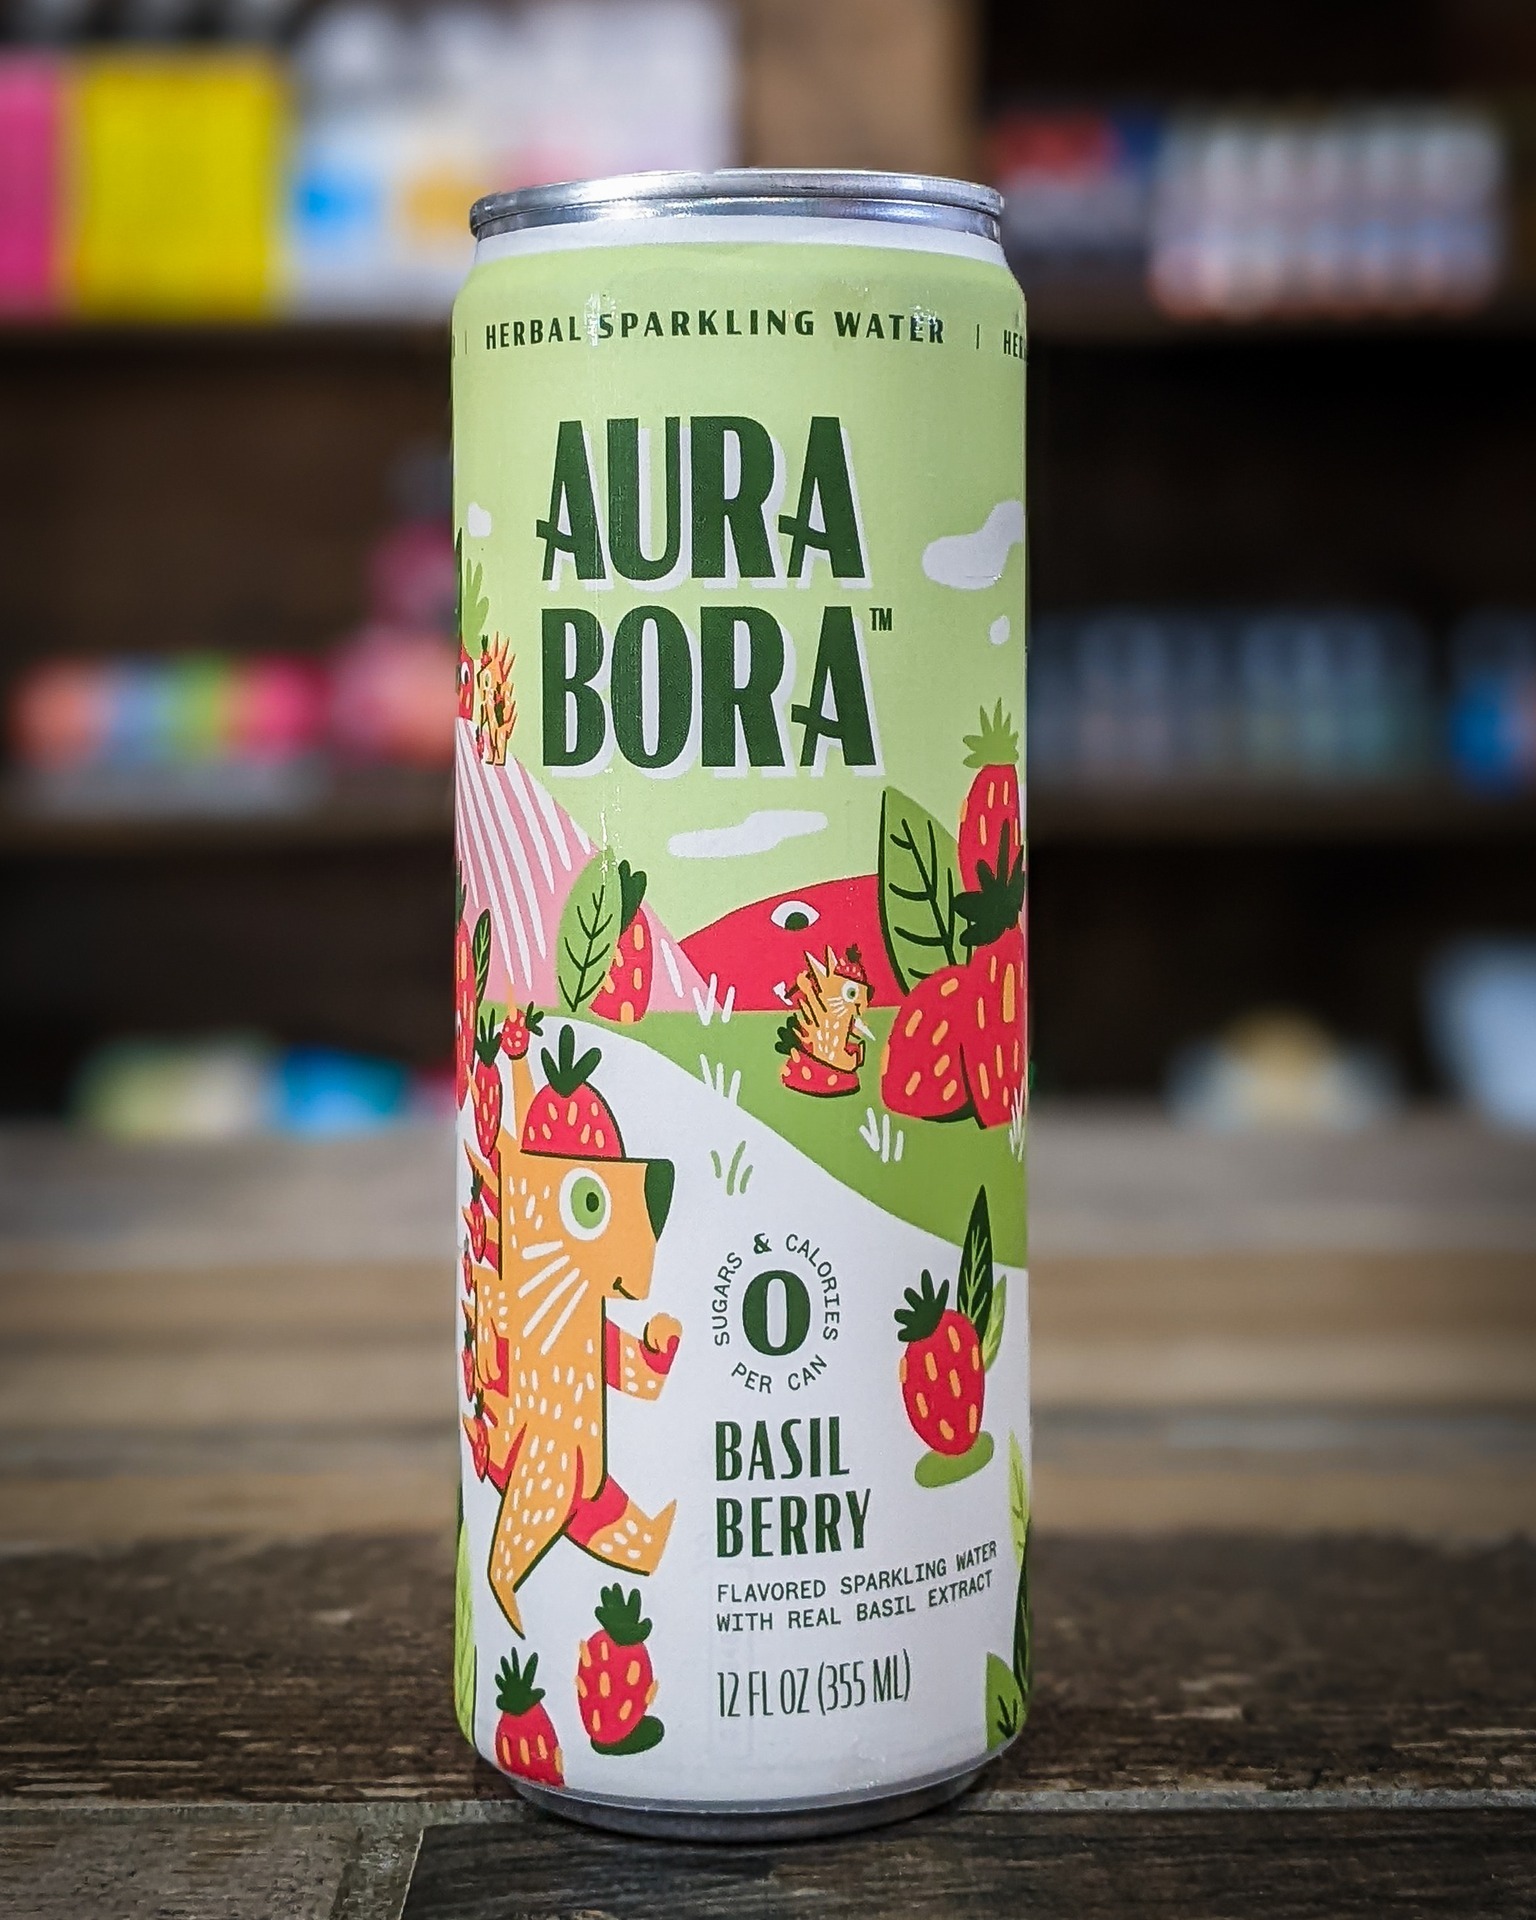 HERBAL SPARKLING WATER
AURA
BORA™
SUGARS & CALORIES
0
PER CAN
BASIL
BERRY
FLAVORED SPARKLING WATER
WITH REAL BASIL EXTRACT
12 FL OZ (355 ML)